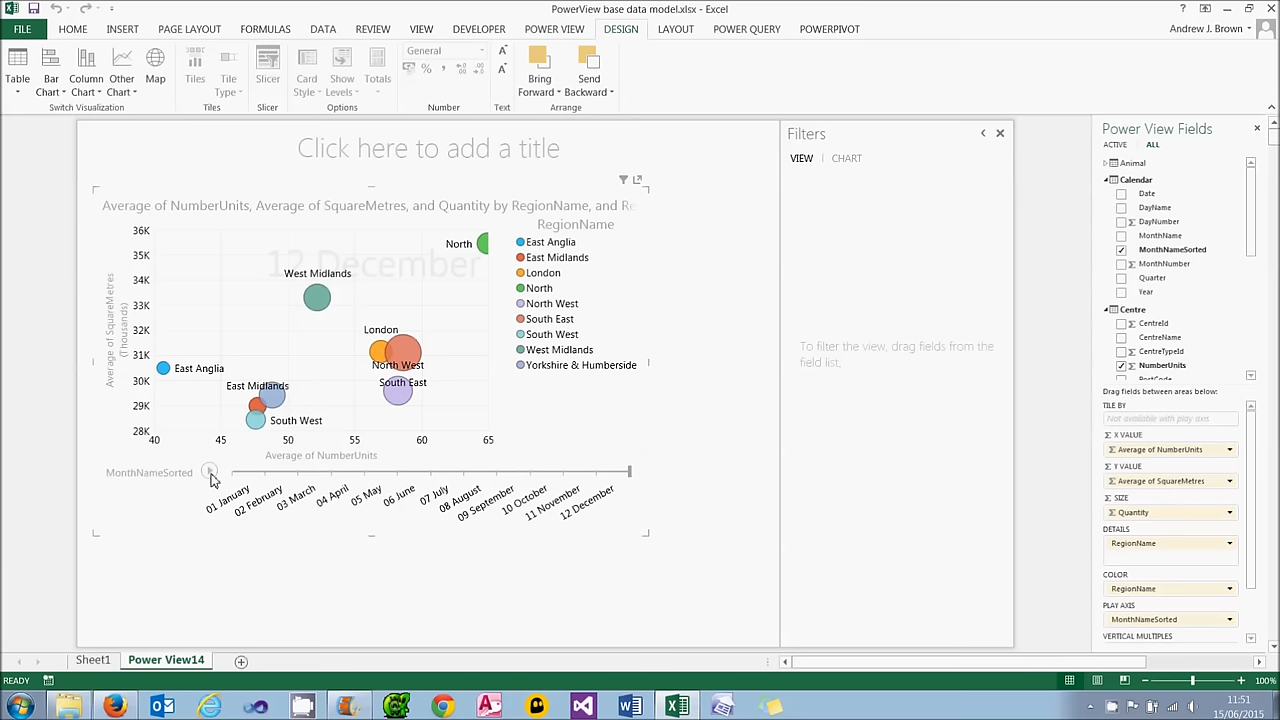 PowerView base data model.xlsx - Excel
FILE HOME INSERT PAGE LAYOUT FORMULAS DATA REVIEW VIEW DEVELOPER POWER VIEW DESIGN LAYOUT POWER QUERY POWERPIVOT Andrew J. Brown
Table Bar Chart Column Chart Other Chart Map Tiles Tile Type Slicer Card Style Show Levels Totals General Bring Forward Send Backward
Switch Visualization Tiles Slicer Options Number Text Arrange
Click here to add a title
Average of NumberUnits, Average of SquareMetres, and Quantity by RegionName, and Re
12 December
Average of SquareMetres
(Thousands)
36K
35K
34K
33K
32K
31K
30K
29K
28K
40 45 50 55 60 65
Average of NumberUnits
North
West Midlands
London
North West
East Anglia
South East
East Midlands
South West
RegionName
East Anglia
East Midlands
London
North
North West
South East
South West
West Midlands
Yorkshire & Humberside
MonthNameSorted
01 January
02 February
03 March
04 April
05 May
06 June
07 July
08 August
09 September
10 October
11 November
12 December
Filters
VIEW CHART
To filter the view, drag fields from the
field list.
Power View Fields
ACTIVE ALL
Animal
Calendar
Date
DayName
DayNumber
MonthName
MonthNameSorted
MonthNumber
Quarter
Year
Centre
CentreId
CentreName
CentreTypeId
NumberUnits
PostCode
Drag fields between areas below:
TILE BY
Not available with play axis
Σ X VALUE
Σ Average of NumberUnits
Σ Y VALUE
Σ Average of SquareMetres
Σ SIZE
Σ Quantity
DETAILS
RegionName
COLOR
RegionName
PLAY AXIS
MonthNameSorted
VERTICAL MULTIPLES
Sheet1 Power View14
READY 100%
11:51
15/06/2015